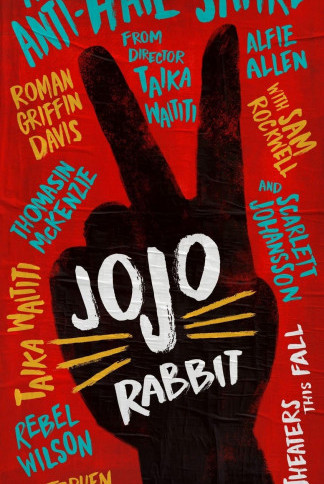 ANTI-HATE SATIRE
FROM
DIRECTOR
TAIKA
WAITITI
ALFIE
ALLEN
ROMAN
GRIFFIN
DAVIS
WITH SAM
ROCKWELL
THOMASIN
McKENZIE
AND SCARLETT
JOHANSSON
TAIKA WAITITI
JOJO
RABBIT
REBEL
WILSON
STEPHEN
THEATERS THIS FALL